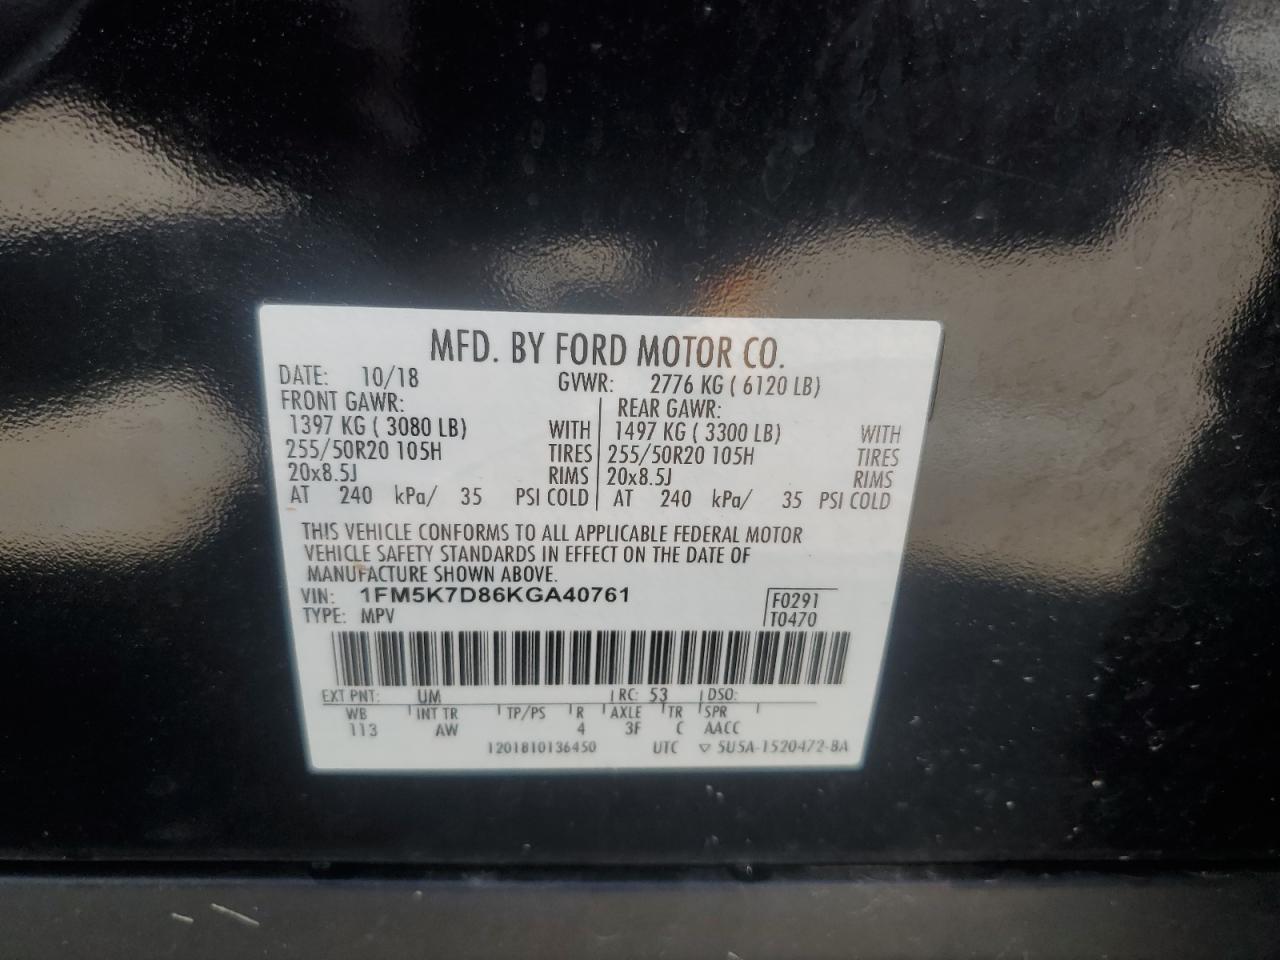 MFD. BY FORD MOTOR CO.
DATE: 10/18 GVWR: 2776 KG ( 6120 LB)
FRONT GAWR: REAR GAWR:
1397 KG ( 3080 LB) WITH 1497 KG ( 3300 LB) WITH
255/50R20 105H TIRES 255/50R20 105H TIRES
20x8.5J RIMS 20x8.5J RIMS
AT 240 kPa/ 35 PSI COLD AT 240 kPa/ 35 PSI COLD
THIS VEHICLE CONFORMS TO ALL APPLICABLE FEDERAL MOTOR
VEHICLE SAFETY STANDARDS IN EFFECT ON THE DATE OF
MANUFACTURE SHOWN ABOVE.
VIN: 1FM5K7D86KGA40761 F0291
TYPE: MPV T0470
EXT PNT: UM RC: 53 DSO:
WB INT TR TP/PS R AXLE TR SPR
113 AW 4 3F C AACC
1201810136450 UTC ▽ 5U5A-1520472-BA